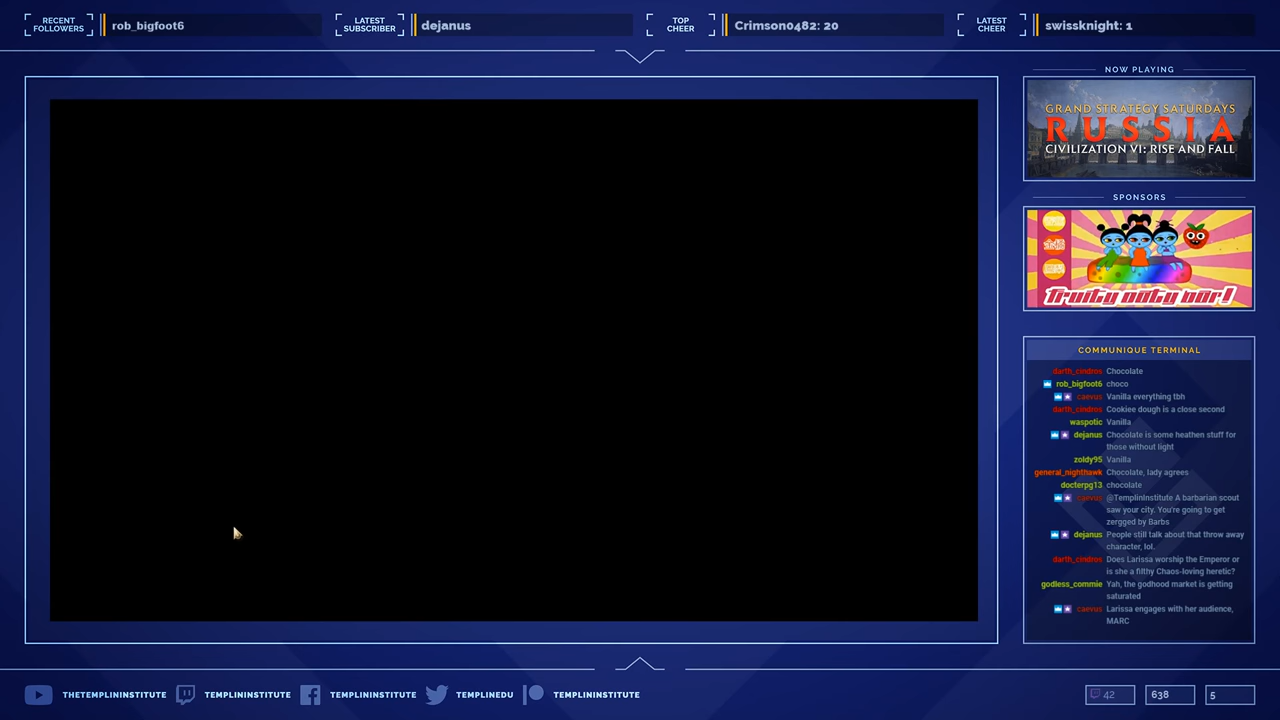 RECENT
FOLLOWERS
rob_bigfoot6
LATEST
SUBSCRIBER
dejanus
TOP
CHEER
Crimson0482: 20
LATEST
CHEER
swissknight: 1
NOW PLAYING
GRAND STRATEGY SATURDAYS
RUSSIA
CIVILIZATION VI: RISE AND FALL
SPONSORS
fruity oaty bar!
COMMUNIQUE TERMINAL
darth_cindros Chocolate
rob_bigfoot6 choco
caevus Vanilla everything tbh
darth_cindros Cookiee dough is a close second
waspotic Vanilla
dejanus Chocolate is some heathen stuff for
those without light
zoldy95 Vanilla
general_nighthawk Chocolate, lady agrees
docterpg13 chocolate
caevus @TemplinInstitute A barbarian scout
saw your city. You're going to get
zergged by Barbs
dejanus People still talk about that throw away
character, lol.
darth_cindros Does Larissa worship the Emperor or
is she a filthy Chaos-loving heretic?
godless_commie Yah, the godhood market is getting
saturated
caevus Larissa engages with her audience,
MARC
THETEMPLININSTITUTE
TEMPLININSTITUTE
TEMPLININSTITUTE
TEMPLINEDU
TEMPLININSTITUTE
42
638
5